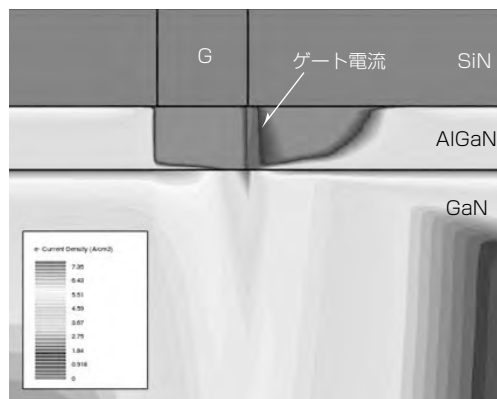 G
ゲート電流
SiN
AlGaN
GaN
e- Current Density (A/cm2)
7.35
6.43
5.51
4.59
3.67
2.75
1.84
0.918
0